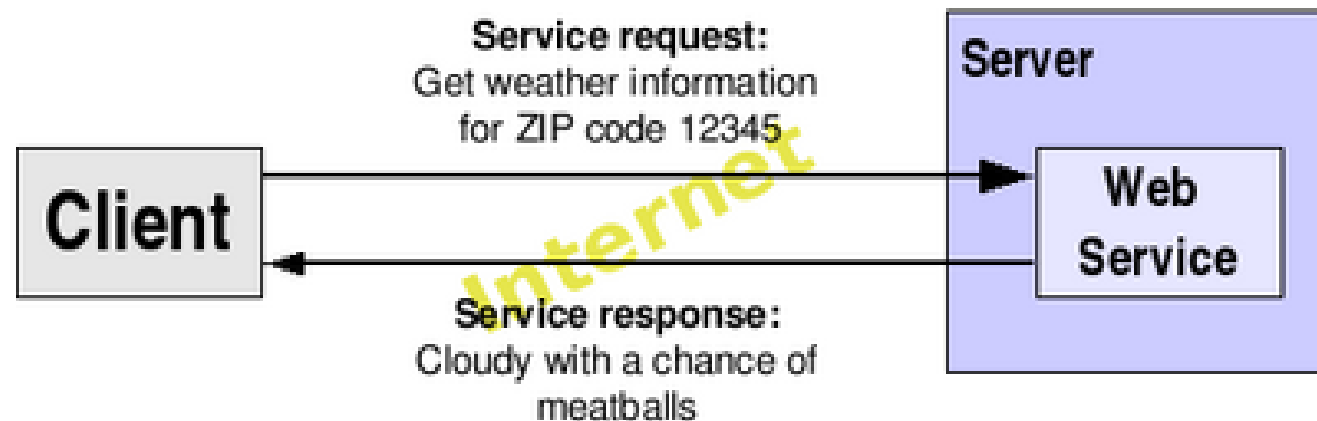 Service request:
Get weather information
for ZIP code 12345
Server
Client
Internet
Web
Service
Service response:
Cloudy with a chance of
meatballs